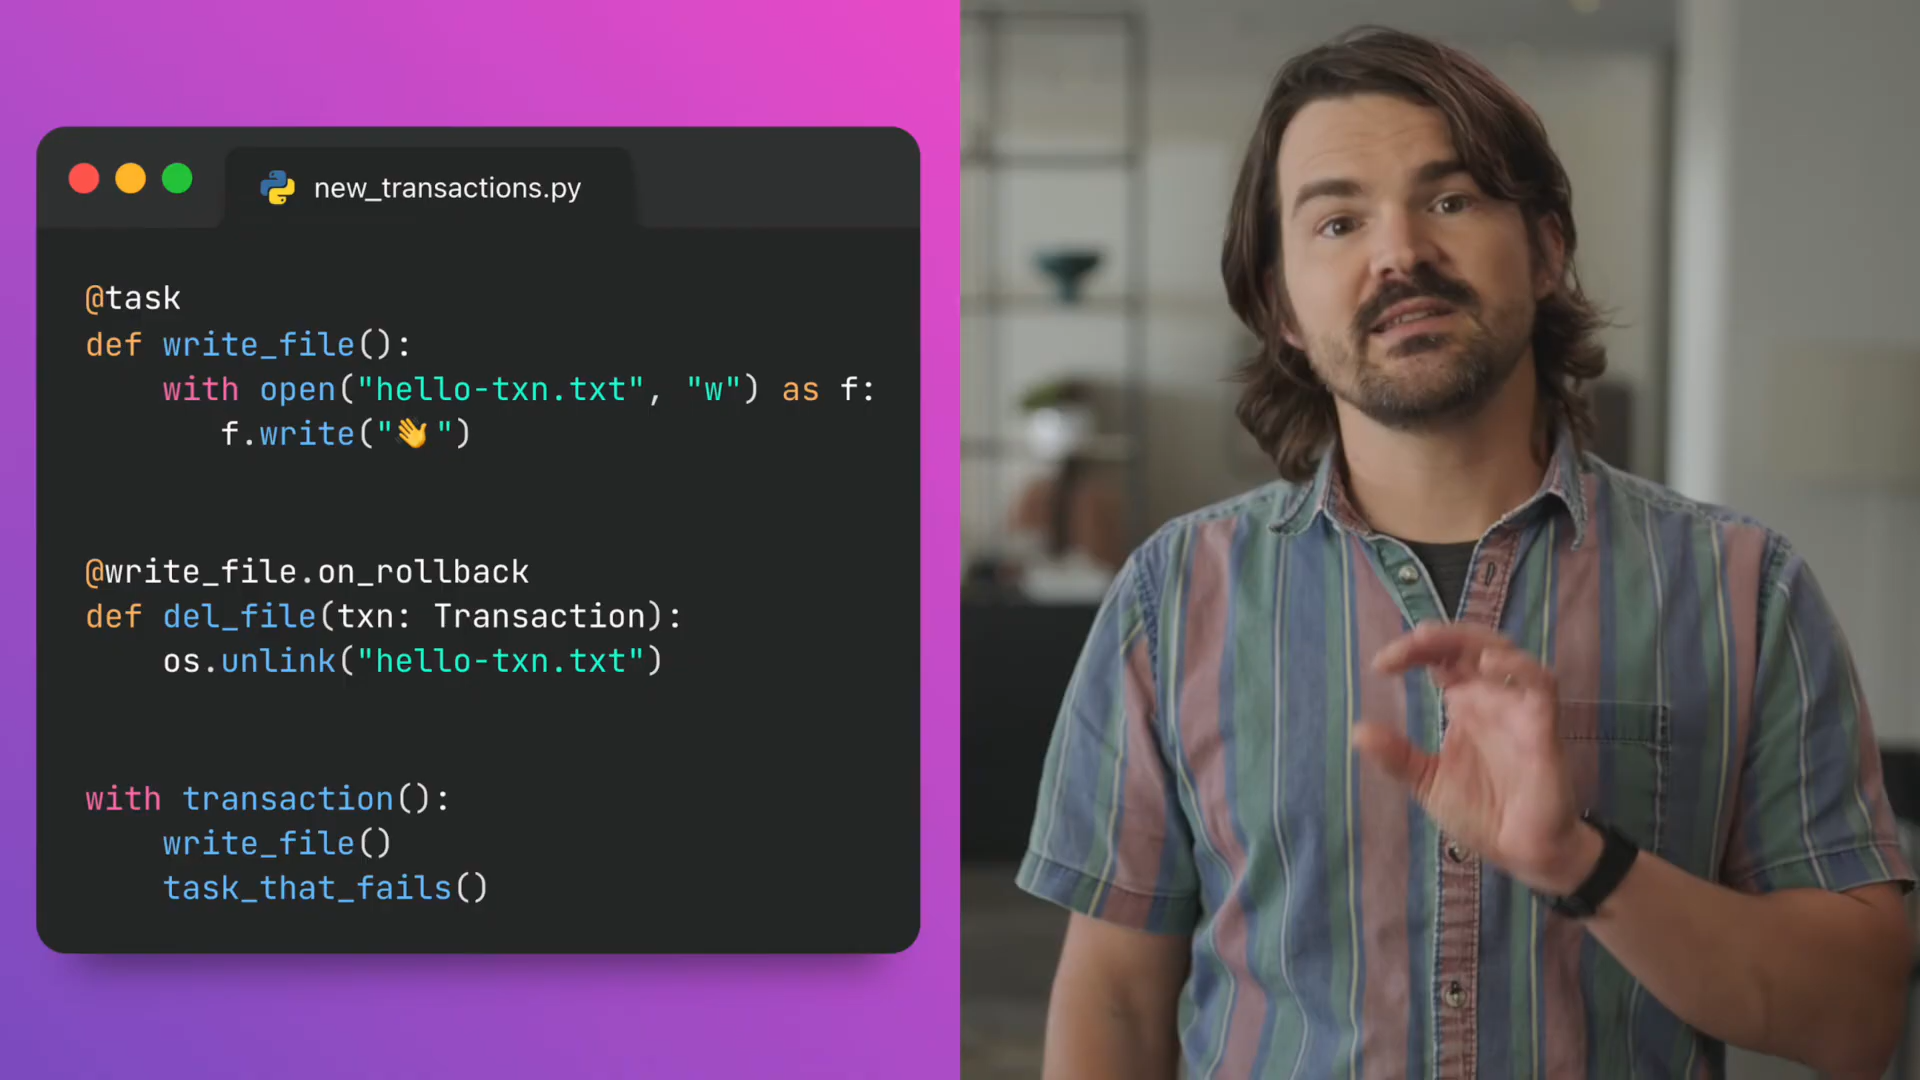 new_transactions.py
@task
def write_file():
    with open("hello-txn.txt", "w") as f:
       f.write("👋")
@write_file.on_rollback
def del_file(txn: Transaction):
    os.unlink("hello-txn.txt")
with transaction():
    write_file()
    task_that_fails()